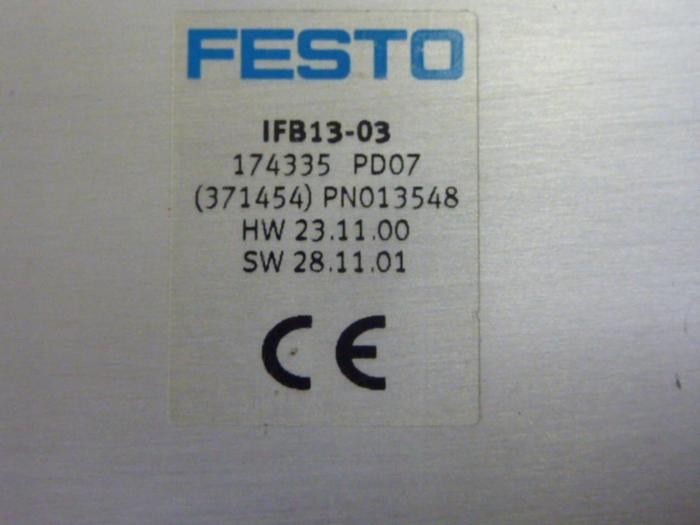 FESTO
IFB13-03
174335 PD07
(371454) PN013548
HW 23.11.00
SW 28.11.01
CE